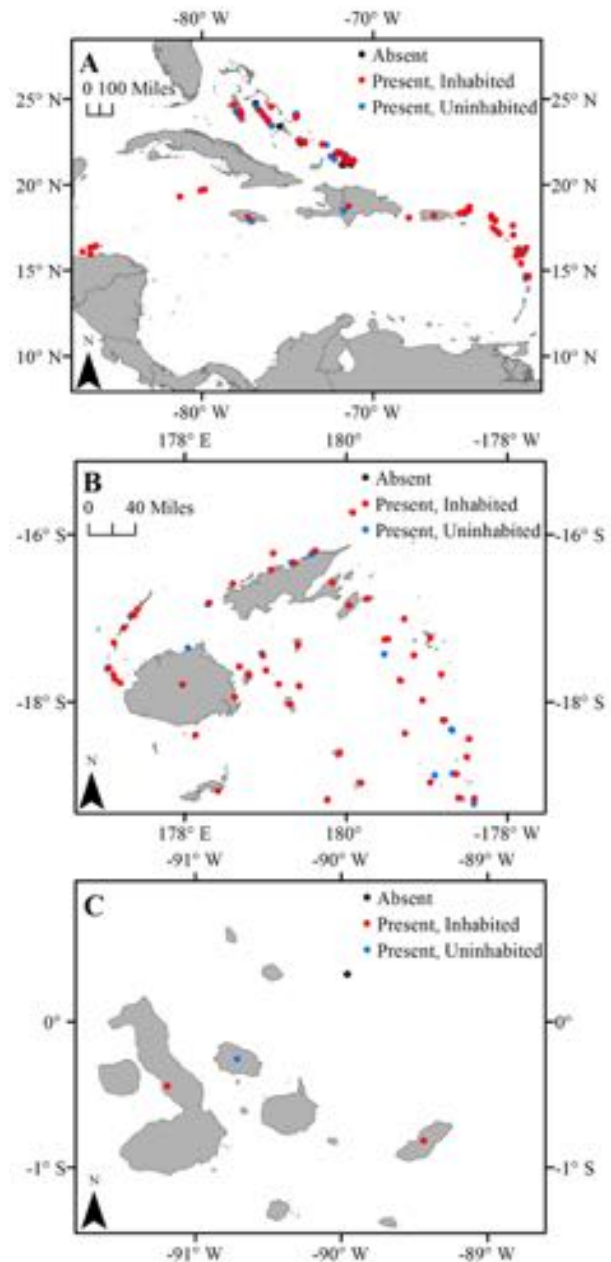 -80° W -70° W
A
Absent
Present, Inhabited
Present, Uninhabited
0 100 Miles
25° N 25° N
20° N 20° N
15° N 15° N
10° N 10° N
N
-80° W -70° W
178° E 180° -178° W
B
Absent
Present, Inhabited
Present, Uninhabited
0 40 Miles
-16° S -16° S
-18° S -18° S
N
178° E 180° -178° W
-91° W -90° W -89° W
C
Absent
Present, Inhabited
Present, Uninhabited
0° 0°
-1° S -1° S
N
-91° W -90° W -89° W